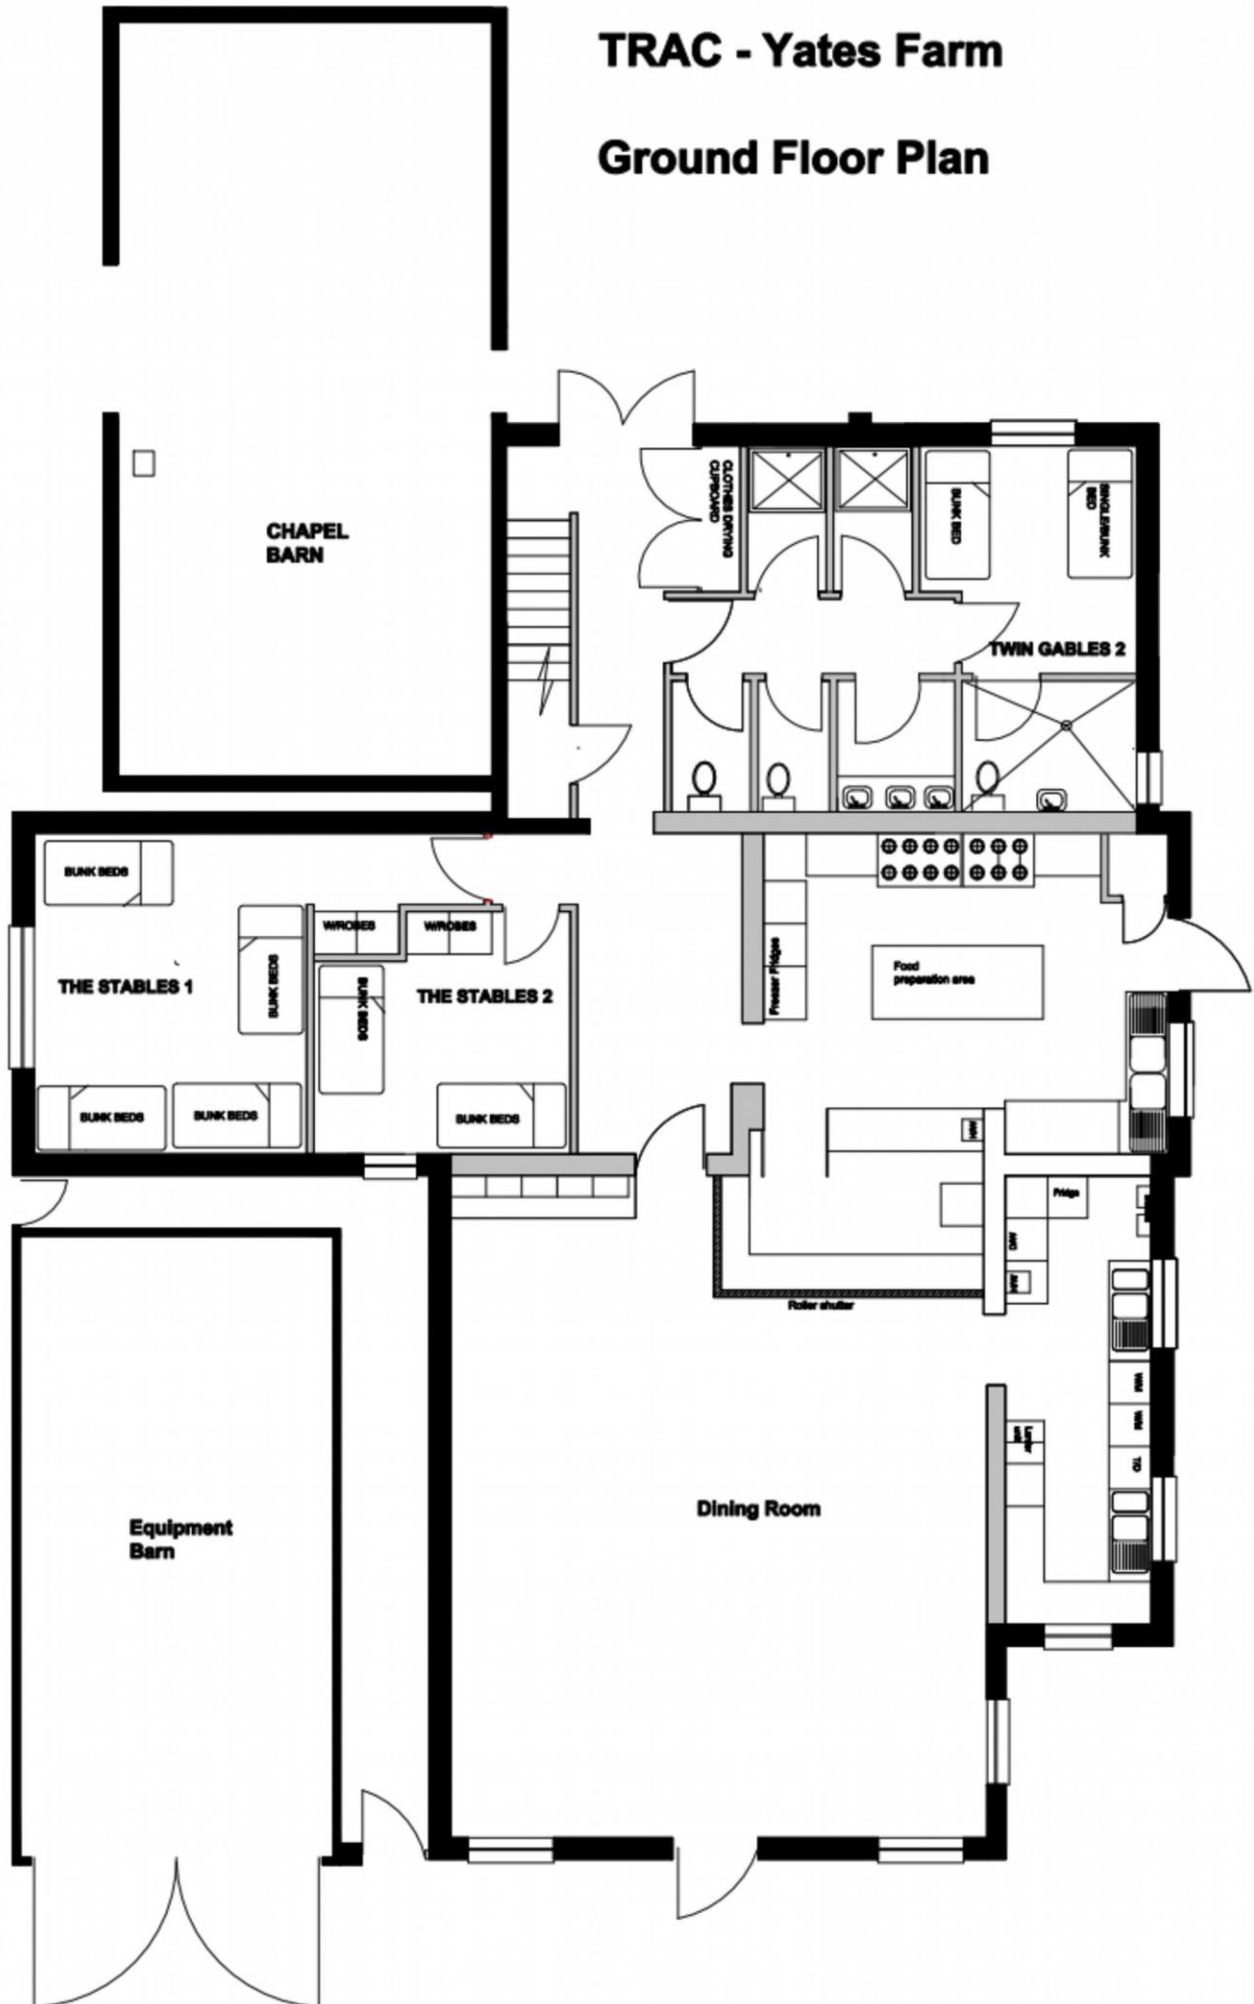 TRAC - Yates Farm
Ground Floor Plan
CLOTHES DRYING
CUPBOARD
BUNK BED
SINGLE/BUNK
BED
CHAPEL
BARN
TWIN GABLES 2
BUNK BEDS
W/ROBES
W/ROBES
Freezer Fridges
Food
preparation area
THE STABLES 1
BUNK BEDS
BUNK BEDS
THE STABLES 2
BUNK BEDS
BUNK BEDS
BUNK BEDS
Fridge
Roller shutter
W/M
W/M
T/D
Larder
unit
Dining Room
Equipment
Barn